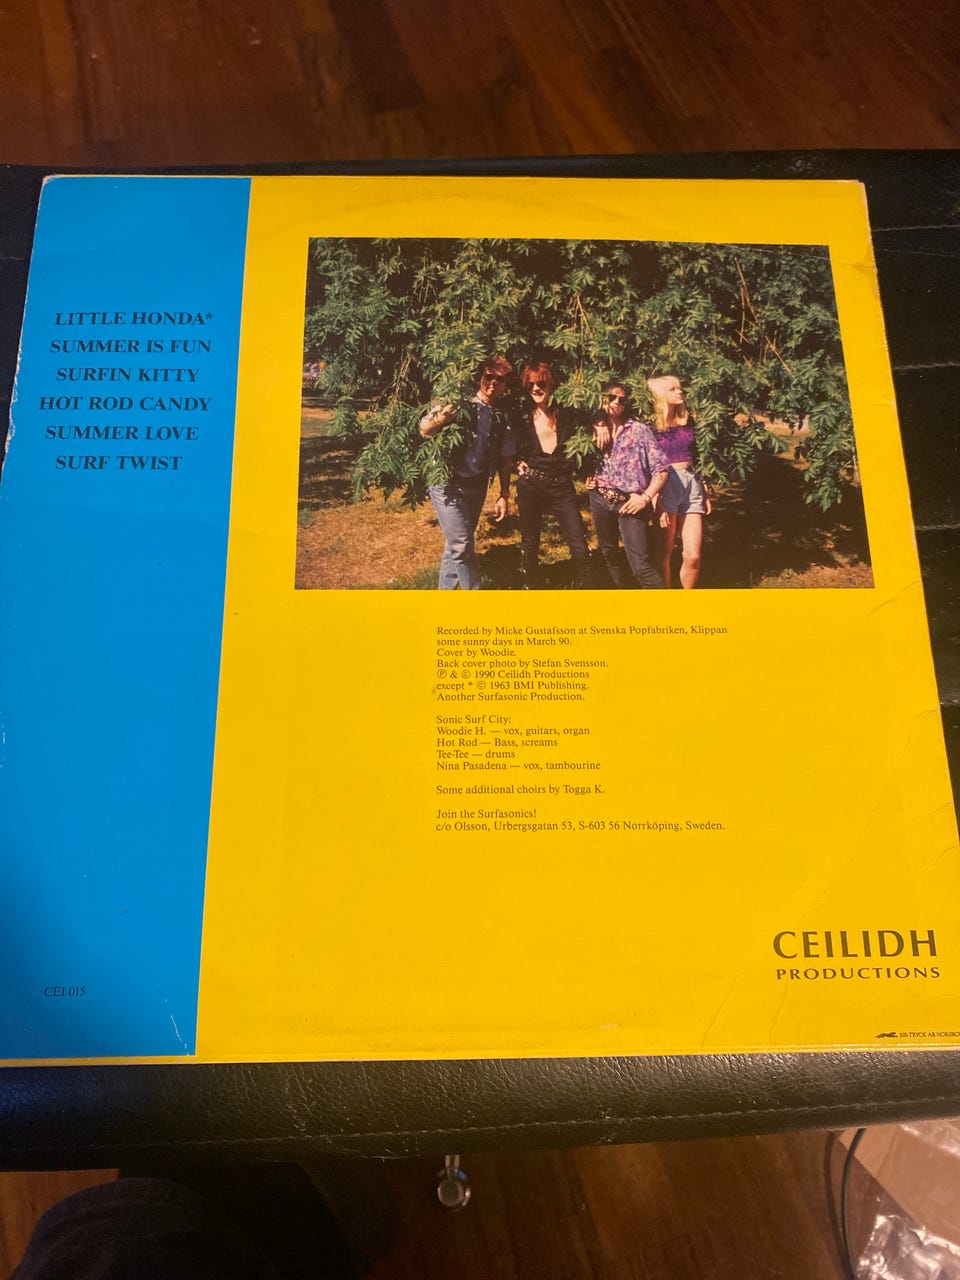 LITTLE HONDA*
SUMMER IS FUN
SURFIN KITTY
HOT ROD CANDY
SUMMER LOVE
SURF TWIST
Recorded by Micke Gustafsson at Svenska Popfabriken, Klippan
some sunny days in March 90.
Cover by Woodie.
Back cover photo by Stefan Svensson.
℗ & © 1990 Ceilidh Productions
except * © 1963 BMI Publishing.
Another Surfasonic Production.
Sonic Surf City:
Woodie H. — vox, guitars, organ
Hot Rod — Bass, screams
Tee-Tee — drums
Nina Pasadena — vox, tambourine
Some additional choirs by Togga K.
Join the Surfasonics!
c/o Olsson, Urbergsgatan 53, S-603 56 Norrköping, Sweden.
CEILIDH
PRODUCTIONS
CEI 015
TRYCK AB